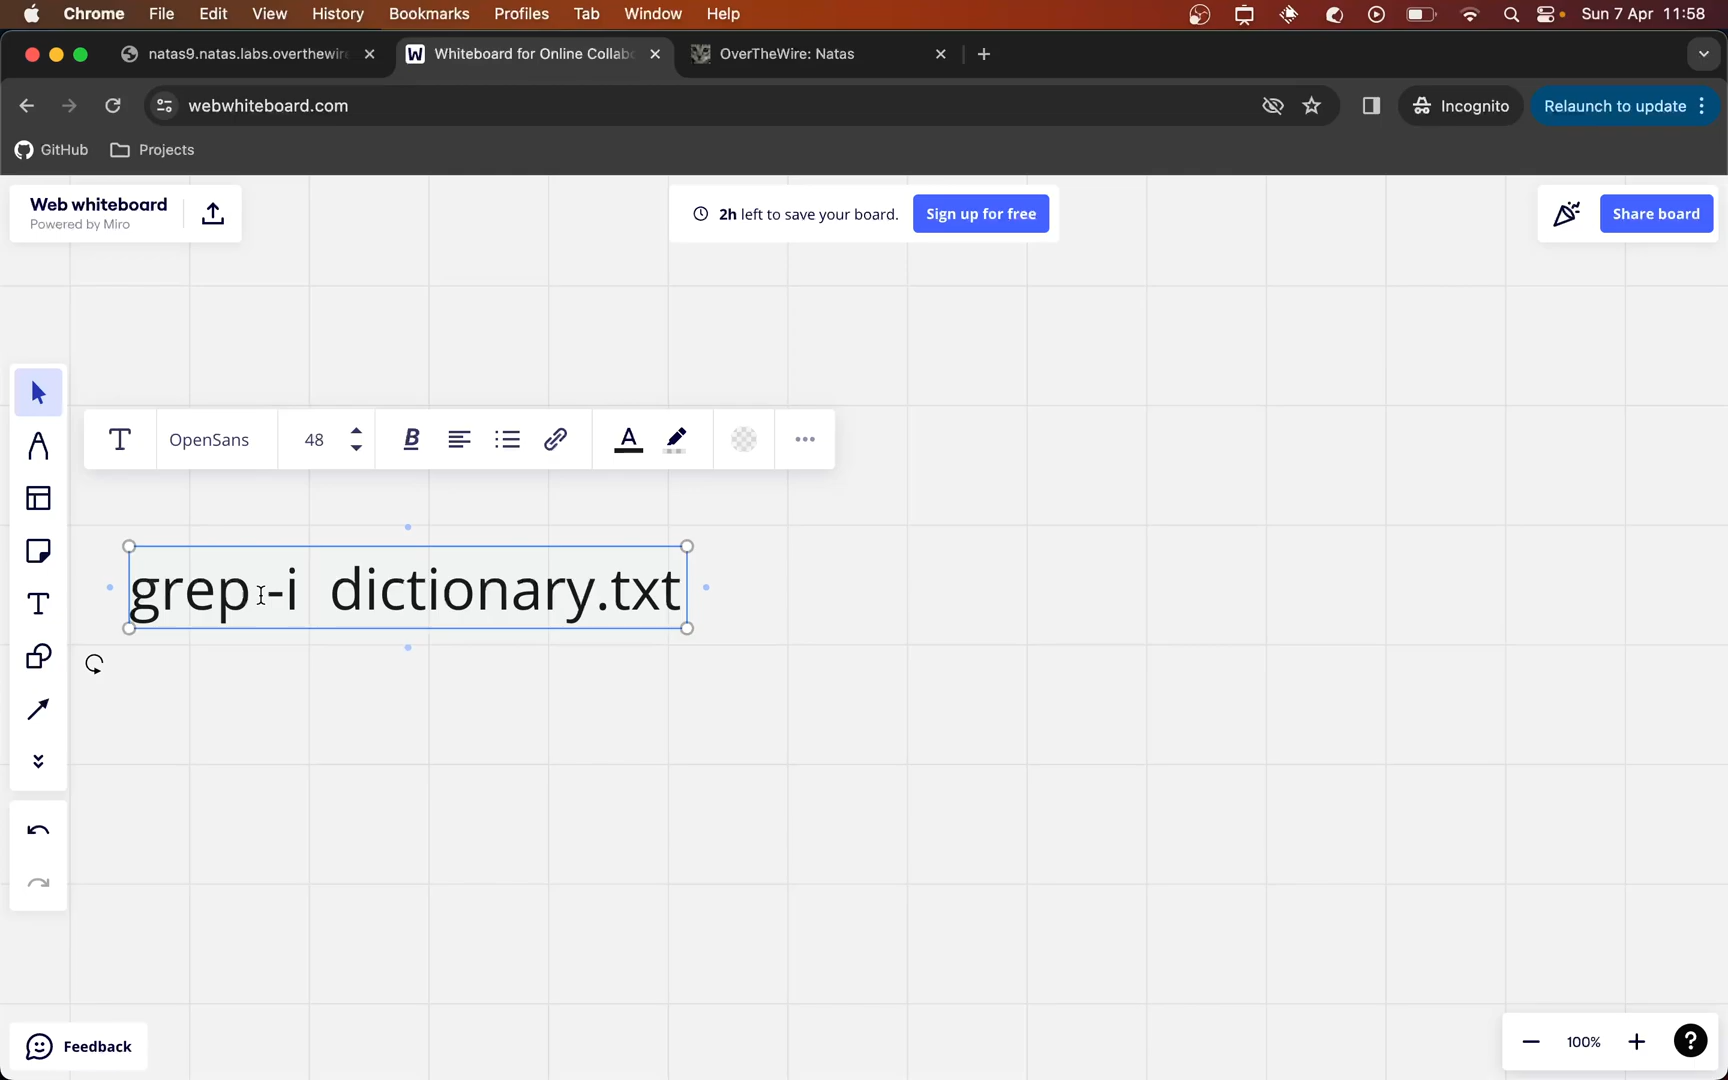 Chrome File Edit View History Bookmarks Profiles Tab Window Help Sun 7 Apr 11:58
natas9.natas.labs.overthewire Whiteboard for Online Collabo OverTheWire: Natas
webwhiteboard.com Incognito Relaunch to update
GitHub Projects
Web whiteboard
Powered by Miro
2h left to save your board. Sign up for free
Share board
OpenSans 48 B A
grep -i  dictionary.txt
Feedback
100% ?